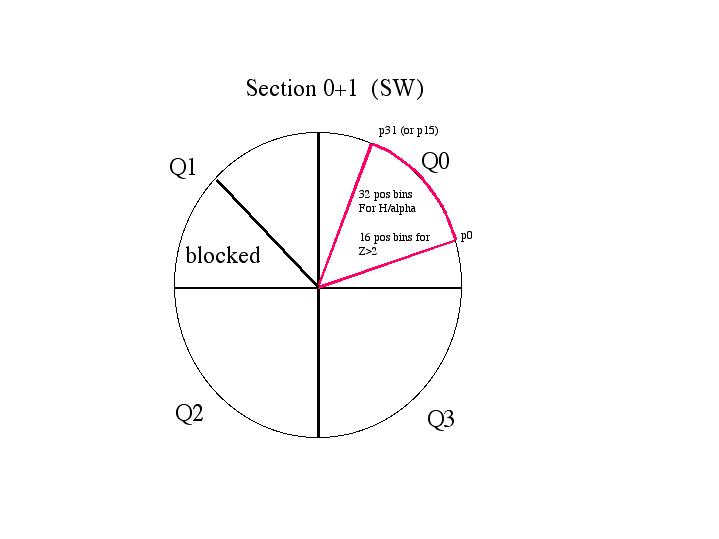 Section 0+1 (SW)
p31 (or p15)
Q1
Q0
32 pos bins
For H/alpha
16 pos bins for
Z>2
p0
blocked
Q2
Q3